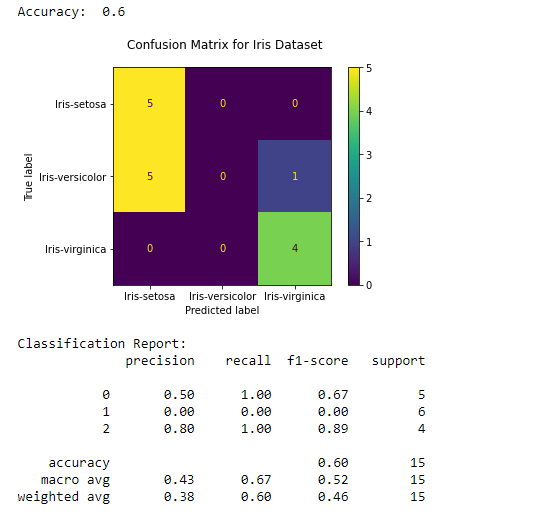 Accuracy:  0.6
Confusion Matrix for Iris Dataset
5
Iris-setosa 5 0 0
4
3
True label
Iris-versicolor 5 0 1
2
1
Iris-virginica 0 0 4
0
Iris-setosa Iris-versicolor Iris-virginica
Predicted label
Classification Report:
precision recall f1-score support
0 0.50 1.00 0.67 5
1 0.00 0.00 0.00 6
2 0.80 1.00 0.89 4
accuracy 0.60 15
macro avg 0.43 0.67 0.52 15
weighted avg 0.38 0.60 0.46 15